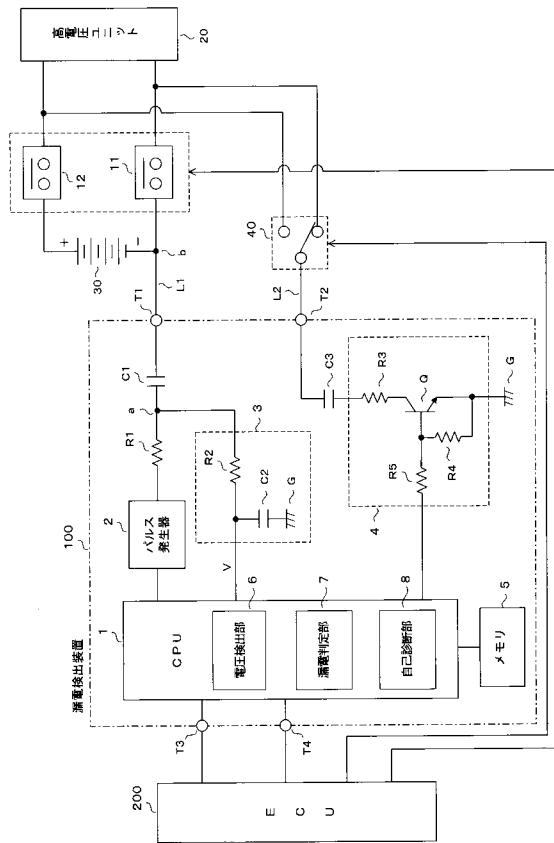 漏電検出装置
100
200
ECU
T3
T4
1
CPU
電圧検出部
6
漏電判定部
7
自己診断部
8
メモリ
5
2
パルス
発生器
R1
a
C1
T1
L1
b
V
R2
3
C2
G
R5
R4
Q
R3
4
G
C3
T2
L2
40
30
+
−
12
11
高電圧ユニット
20